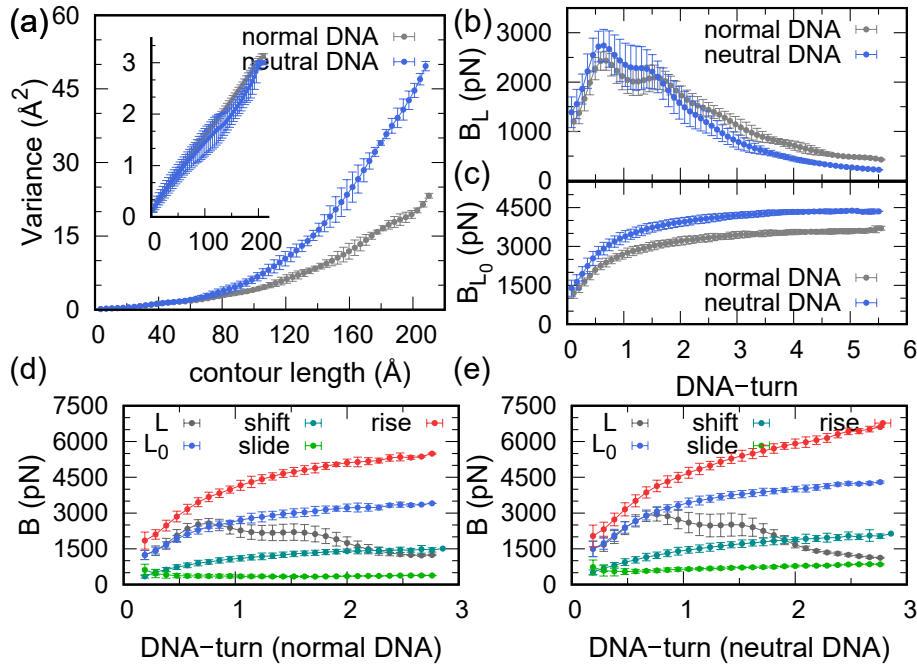 (a)
60
45
30
15
0
Variance (Å²)
3
2
1
0
0 100 200
normal DNA
neutral DNA
0 40 80 120 160 200
contour length (Å)
(b)
3000
2000
1000
0
B_L (pN)
normal DNA
neutral DNA
(c)
4500
3000
1500
0
B_L₀ (pN)
normal DNA
neutral DNA
0 1 2 3 4 5 6
DNA−turn
(d)
7500
6000
4500
3000
1500
0
B (pN)
L shift rise
L₀ slide
0 1 2 3
DNA−turn (normal DNA)
(e)
7500
6000
4500
3000
1500
0
B (pN)
L shift rise
L₀ slide
0 1 2 3
DNA−turn (neutral DNA)